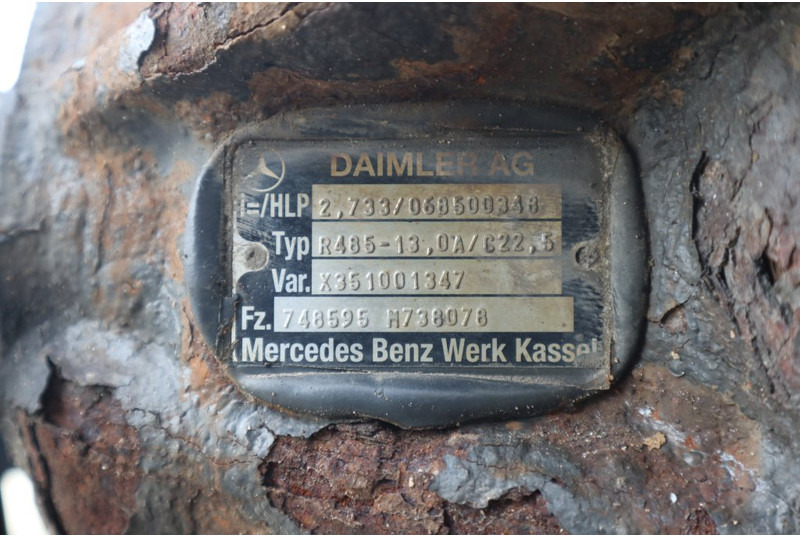 DAIMLER AG
i=/HLP 2,733/068500348
Typ R485-13,0A/C22,5
Var. X351001347
Fz. 748595 M738078
Mercedes Benz Werk Kassel